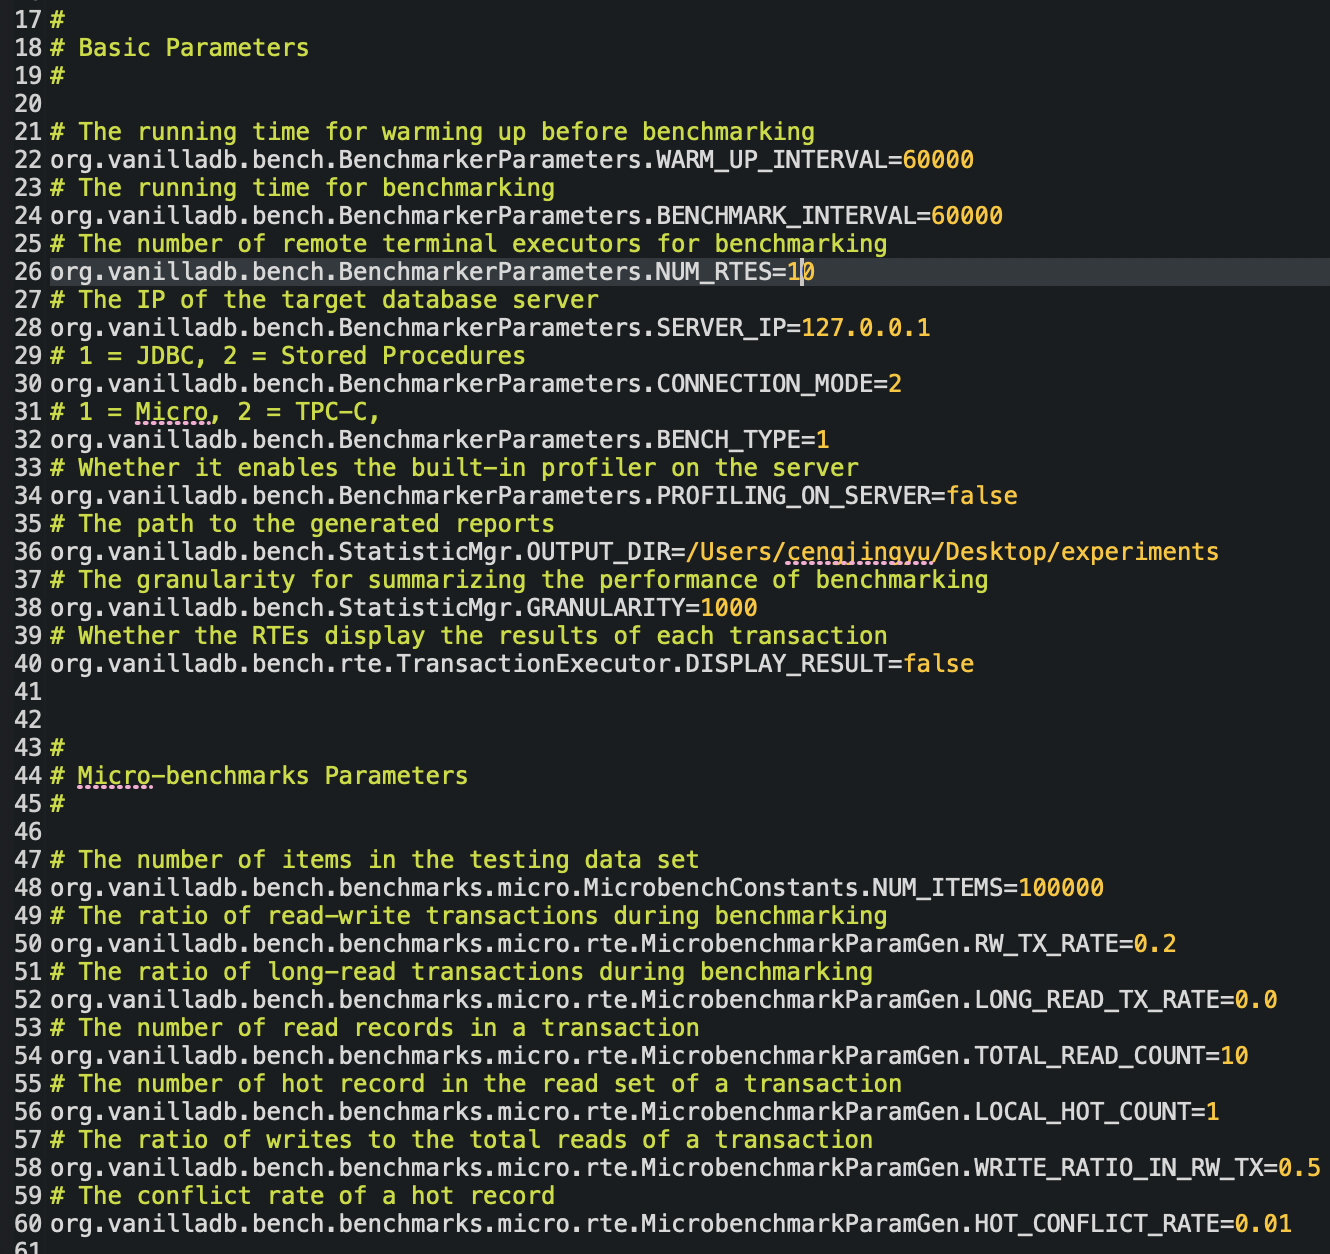 17 #
18 # Basic Parameters
19 #
20
21 # The running time for warming up before benchmarking
22 org.vanilladb.bench.BenchmarkerParameters.WARM_UP_INTERVAL=60000
23 # The running time for benchmarking
24 org.vanilladb.bench.BenchmarkerParameters.BENCHMARK_INTERVAL=60000
25 # The number of remote terminal executors for benchmarking
26 org.vanilladb.bench.BenchmarkerParameters.NUM_RTES=10
27 # The IP of the target database server
28 org.vanilladb.bench.BenchmarkerParameters.SERVER_IP=127.0.0.1
29 # 1 = JDBC, 2 = Stored Procedures
30 org.vanilladb.bench.BenchmarkerParameters.CONNECTION_MODE=2
31 # 1 = Micro, 2 = TPC-C,
32 org.vanilladb.bench.BenchmarkerParameters.BENCH_TYPE=1
33 # Whether it enables the built-in profiler on the server
34 org.vanilladb.bench.BenchmarkerParameters.PROFILING_ON_SERVER=false
35 # The path to the generated reports
36 org.vanilladb.bench.StatisticMgr.OUTPUT_DIR=/Users/cengjingyu/Desktop/experiments
37 # The granularity for summarizing the performance of benchmarking
38 org.vanilladb.bench.StatisticMgr.GRANULARITY=1000
39 # Whether the RTEs display the results of each transaction
40 org.vanilladb.bench.rte.TransactionExecutor.DISPLAY_RESULT=false
41
42
43 #
44 # Micro-benchmarks Parameters
45 #
46
47 # The number of items in the testing data set
48 org.vanilladb.bench.benchmarks.micro.MicrobenchConstants.NUM_ITEMS=100000
49 # The ratio of read-write transactions during benchmarking
50 org.vanilladb.bench.benchmarks.micro.rte.MicrobenchmarkParamGen.RW_TX_RATE=0.2
51 # The ratio of long-read transactions during benchmarking
52 org.vanilladb.bench.benchmarks.micro.rte.MicrobenchmarkParamGen.LONG_READ_TX_RATE=0.0
53 # The number of read records in a transaction
54 org.vanilladb.bench.benchmarks.micro.rte.MicrobenchmarkParamGen.TOTAL_READ_COUNT=10
55 # The number of hot record in the read set of a transaction
56 org.vanilladb.bench.benchmarks.micro.rte.MicrobenchmarkParamGen.LOCAL_HOT_COUNT=1
57 # The ratio of writes to the total reads of a transaction
58 org.vanilladb.bench.benchmarks.micro.rte.MicrobenchmarkParamGen.WRITE_RATIO_IN_RW_TX=0.5
59 # The conflict rate of a hot record
60 org.vanilladb.bench.benchmarks.micro.rte.MicrobenchmarkParamGen.HOT_CONFLICT_RATE=0.01
61